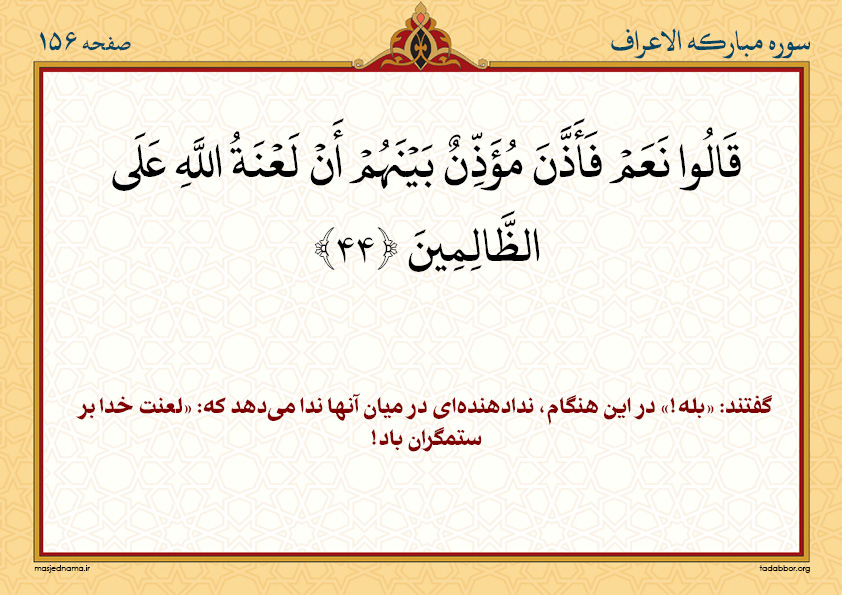 سوره مبارکه الاعراف
صفحه ۱۵۶
قَالُوا نَعَمْ فَأَذَّنَ مُؤَذِّنٌ بَيْنَهُمْ أَنْ لَعْنَةُ اللَّهِ عَلَى
الظَّالِمِينَ ﴿۴۴﴾
گفتند: «بله!» در این هنگام، ندادهنده‌ای در میان آنها ندا می‌دهد که: «لعنت خدا بر
ستمگران باد!
masjednama.ir
tadabbor.org